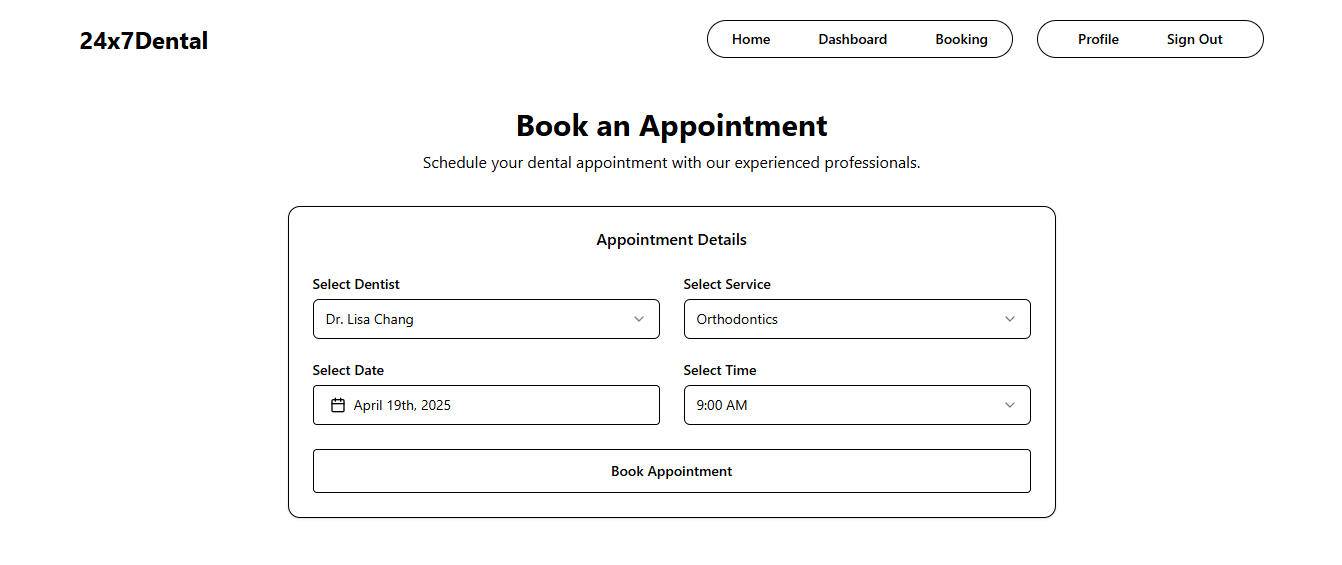 24x7Dental
Home Dashboard Booking Profile Sign Out
Book an Appointment
Schedule your dental appointment with our experienced professionals.
Appointment Details
Select Dentist Select Service
Dr. Lisa Chang Orthodontics
Select Date Select Time
April 19th, 2025 9:00 AM
Book Appointment